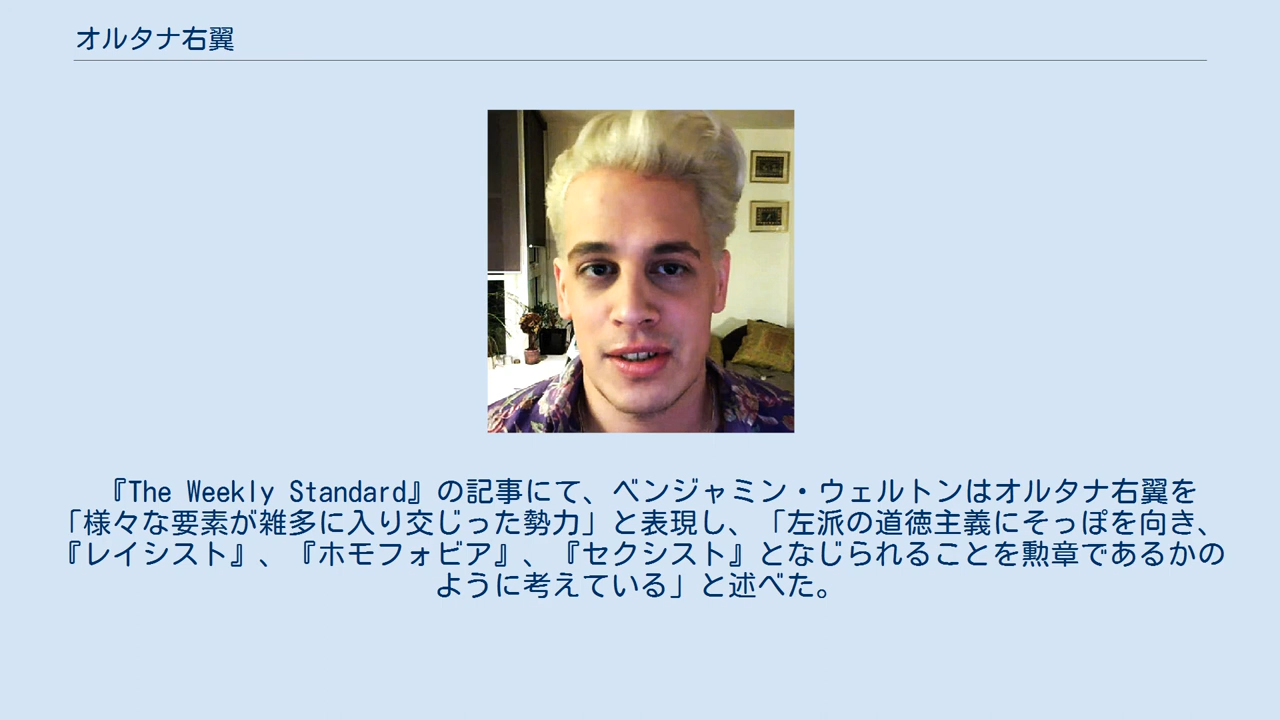 オルタナ右翼
『The Weekly Standard』の記事にて、ベンジャミン・ウェルトンはオルタナ右翼を
「様々な要素が雑多に入り交じった勢力」と表現し、「左派の道徳主義にそっぽを向き、
『レイシスト』、『ホモフォビア』、『セクシスト』となじられることを勲章であるかの
ように考えている」と述べた。